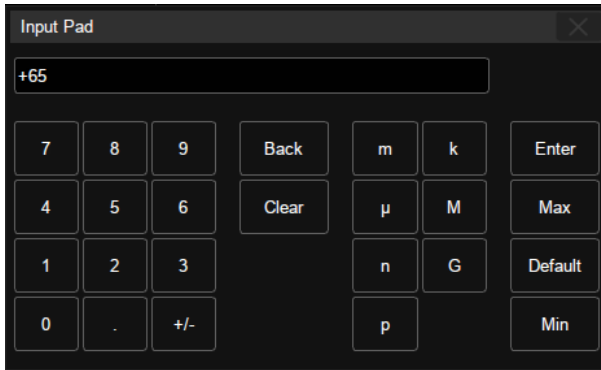 Input Pad
+65
7 8 9 Back m k Enter
4 5 6 Clear µ M Max
1 2 3 n G Default
0 . +/- p Min